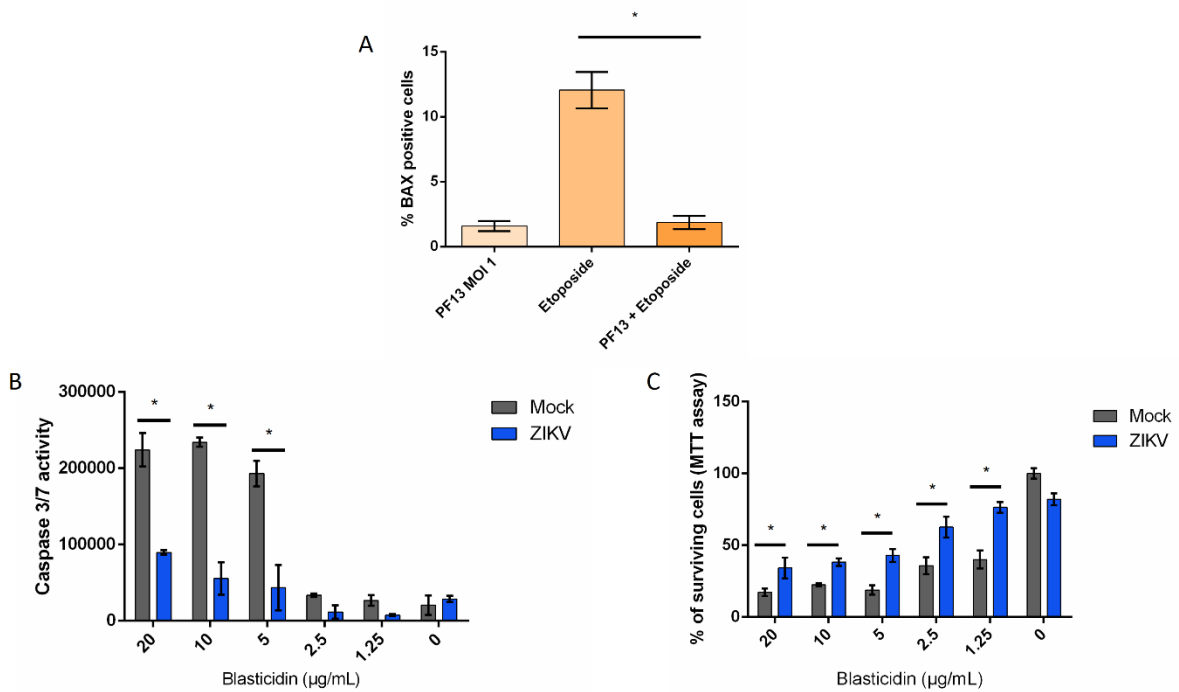 A
*
15
10
5
0
% BAX positive cells
PF13 MOI 1
Etoposide
PF13 + Etoposide
B
300000
200000
100000
0
Caspase 3/7 activity
* * *
Mock
ZIKV
20 10 5 2.5 1.25 0
Blasticidin (µg/mL)
C
150
100
50
0
% of surviving cells (MTT assay)
* * * * *
Mock
ZIKV
20 10 5 2.5 1.25 0
Blasticidin (µg/mL)